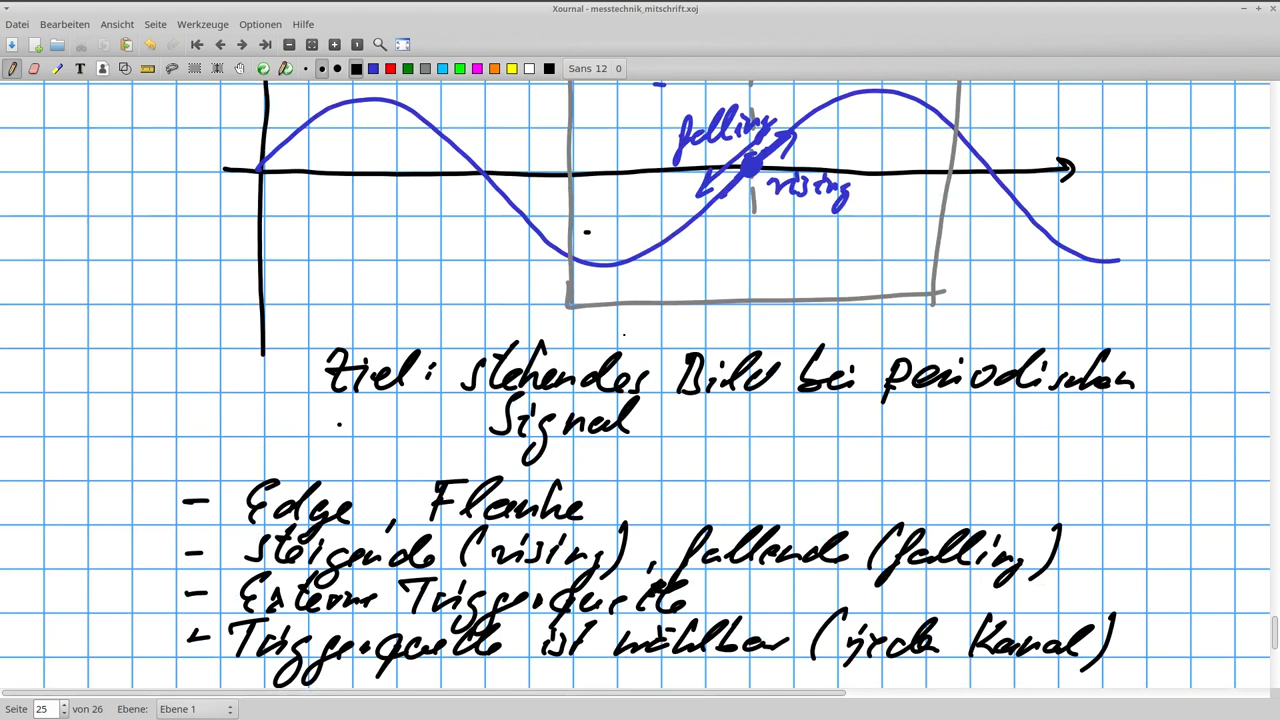 Xournal - messtechnik_mitschrift.xoj
Datei Bearbeiten Ansicht Seite Werkzeuge Optionen Hilfe
Sans 12 0
falling
rising
Ziel: stehendes Bild bei periodischen
Signal
- Edge, Flanke
- steigende (rising), fallende (falling)
- Externe Triggerquelle
- Triggerquelle ist wählbar (jeder Kanal)
Seite 25 von 26 Ebene: Ebene 1